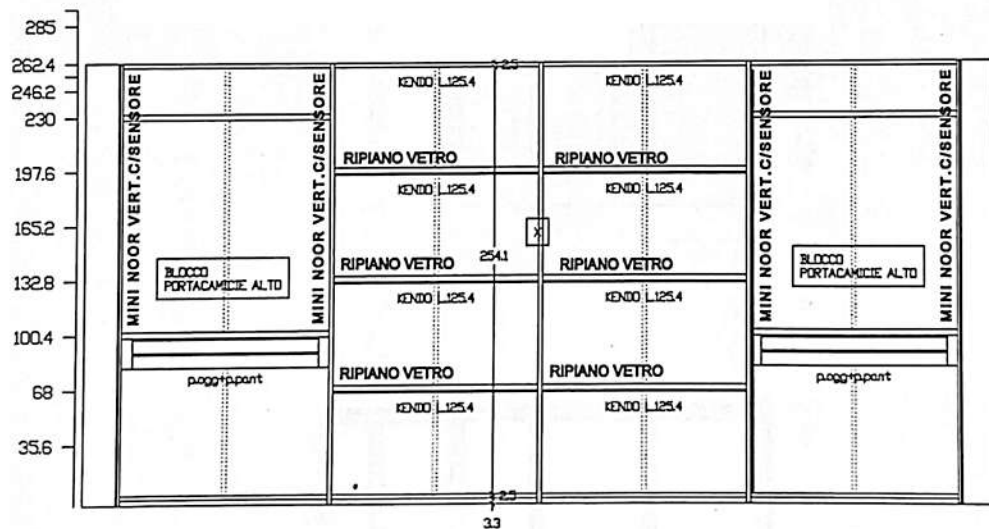 285
262.4
246.2
230
197.6
165.2
132.8
100.4
68
35.6
MINI NOOR VERT.C/SENSORE
MINI NOOR VERT.C/SENSORE
BLOCCO
PORTACAMICIE ALTO
p.ogg+p.pant
2.5
KENDO L.125.4
KENDO L.125.4
RIPIANO VETRO
RIPIANO VETRO
KENDO L.125.4
KENDO L.125.4
X
254.1
RIPIANO VETRO
RIPIANO VETRO
KENDO L.125.4
KENDO L.125.4
RIPIANO VETRO
RIPIANO VETRO
KENDO L.125.4
KENDO L.125.4
2.5
3.3
MINI NOOR VERT.C/SENSORE
MINI NOOR VERT.C/SENSORE
BLOCCO
PORTACAMICIE ALTO
p.ogg+p.pant